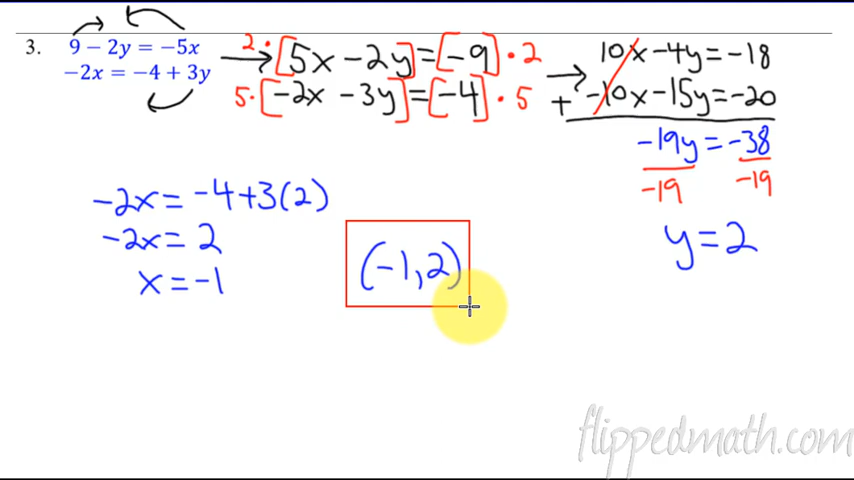 3. 9 − 2y = −5x
−2x = −4 + 3y
2·[5x − 2y] = [−9]·2
5·[−2x − 3y] = [−4]·5
10x − 4y = −18
+ −10x − 15y = −20
−19y = −38
−19 −19
y = 2
−2x = −4 + 3(2)
−2x = 2
x = −1
(−1, 2)
flippedmath.com